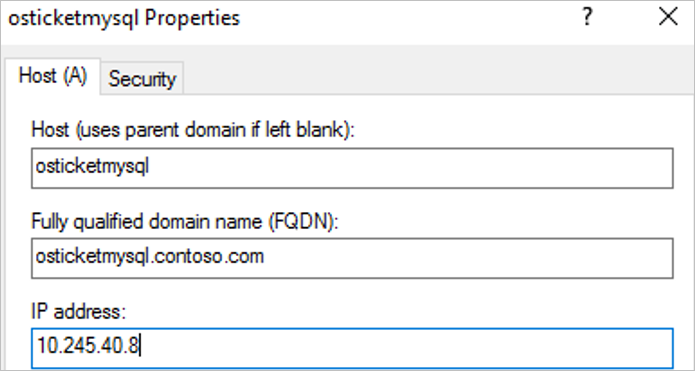 osticketmysql Properties
Host (A) Security
Host (uses parent domain if left blank):
osticketmysql
Fully qualified domain name (FQDN):
osticketmysql.contoso.com
IP address:
10.245.40.8